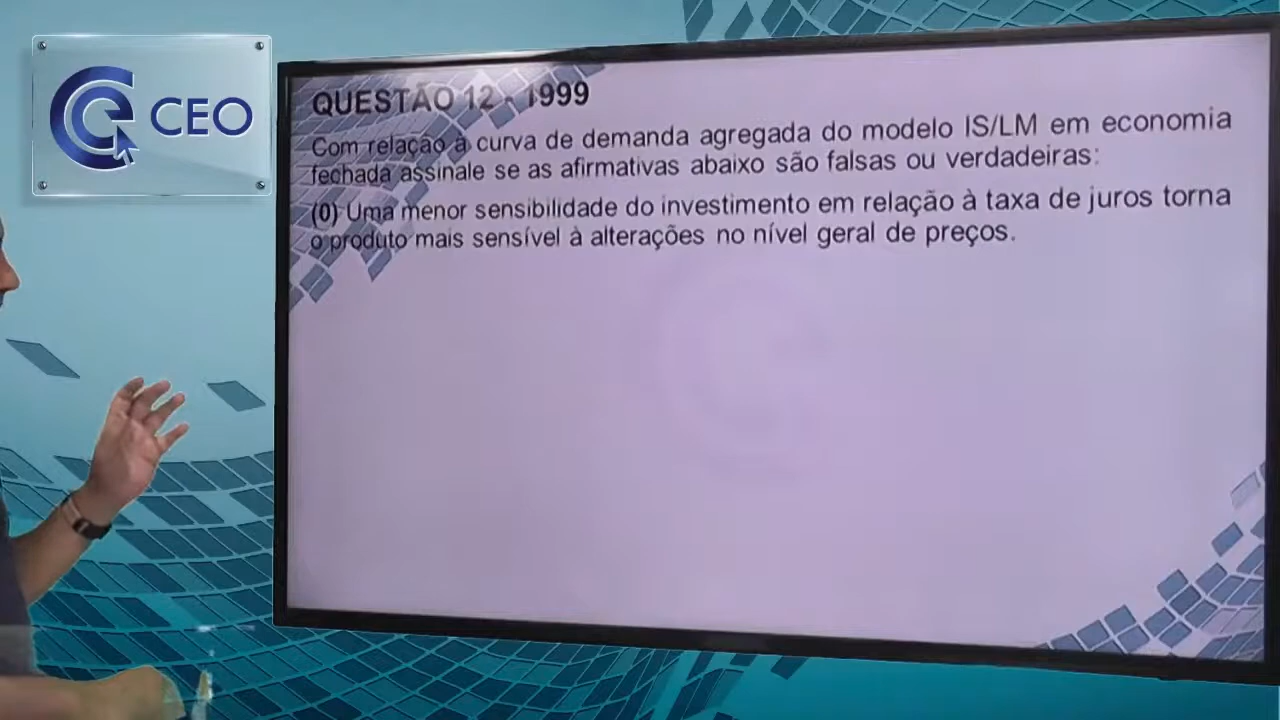 CEO
QUESTÃO 12 - 1999
Com relação à curva de demanda agregada do modelo IS/LM em economia
fechada assinale se as afirmativas abaixo são falsas ou verdadeiras:
(0) Uma menor sensibilidade do investimento em relação à taxa de juros torna
o produto mais sensível à alterações no nível geral de preços.